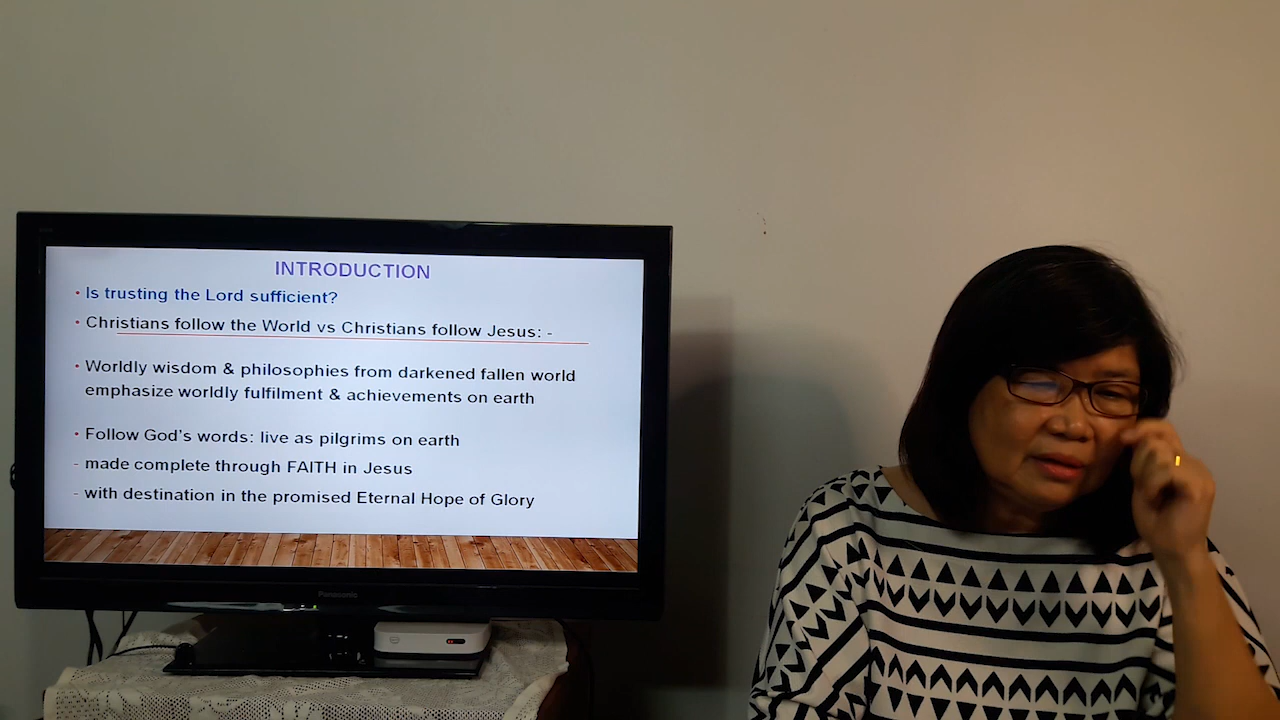 INTRODUCTION
• Is trusting the Lord sufficient?
• Christians follow the World vs Christians follow Jesus: -
• Worldly wisdom & philosophies from darkened fallen world
emphasize worldly fulfilment & achievements on earth
• Follow God's words: live as pilgrims on earth
- made complete through FAITH in Jesus
- with destination in the promised Eternal Hope of Glory
Panasonic